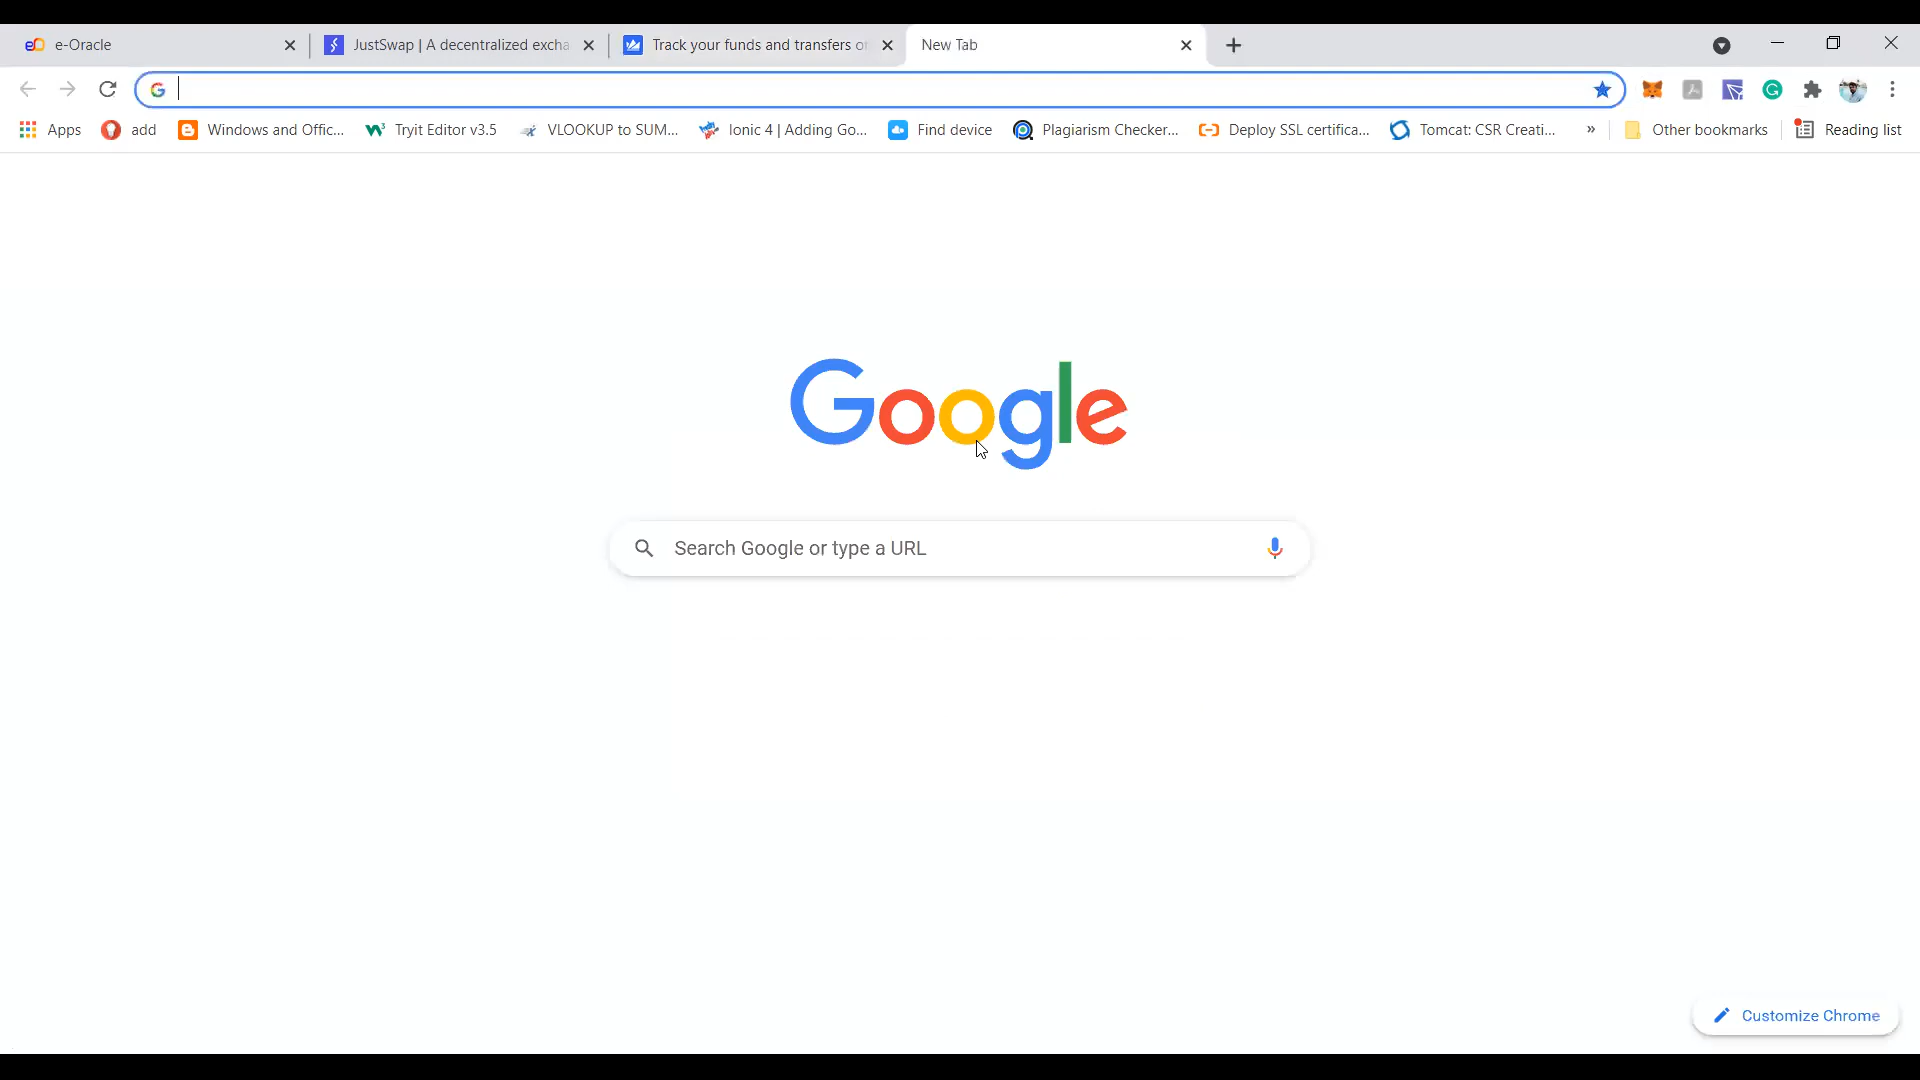 e-Oracle
JustSwap | A decentralized excha
Track your funds and transfers o
New Tab
Apps
add
Windows and Offic...
Tryit Editor v3.5
VLOOKUP to SUM...
Ionic 4 | Adding Go...
Find device
Plagiarism Checker...
Deploy SSL certifica...
Tomcat: CSR Creati...
»
Other bookmarks
Reading list
Google
Search Google or type a URL
Customize Chrome